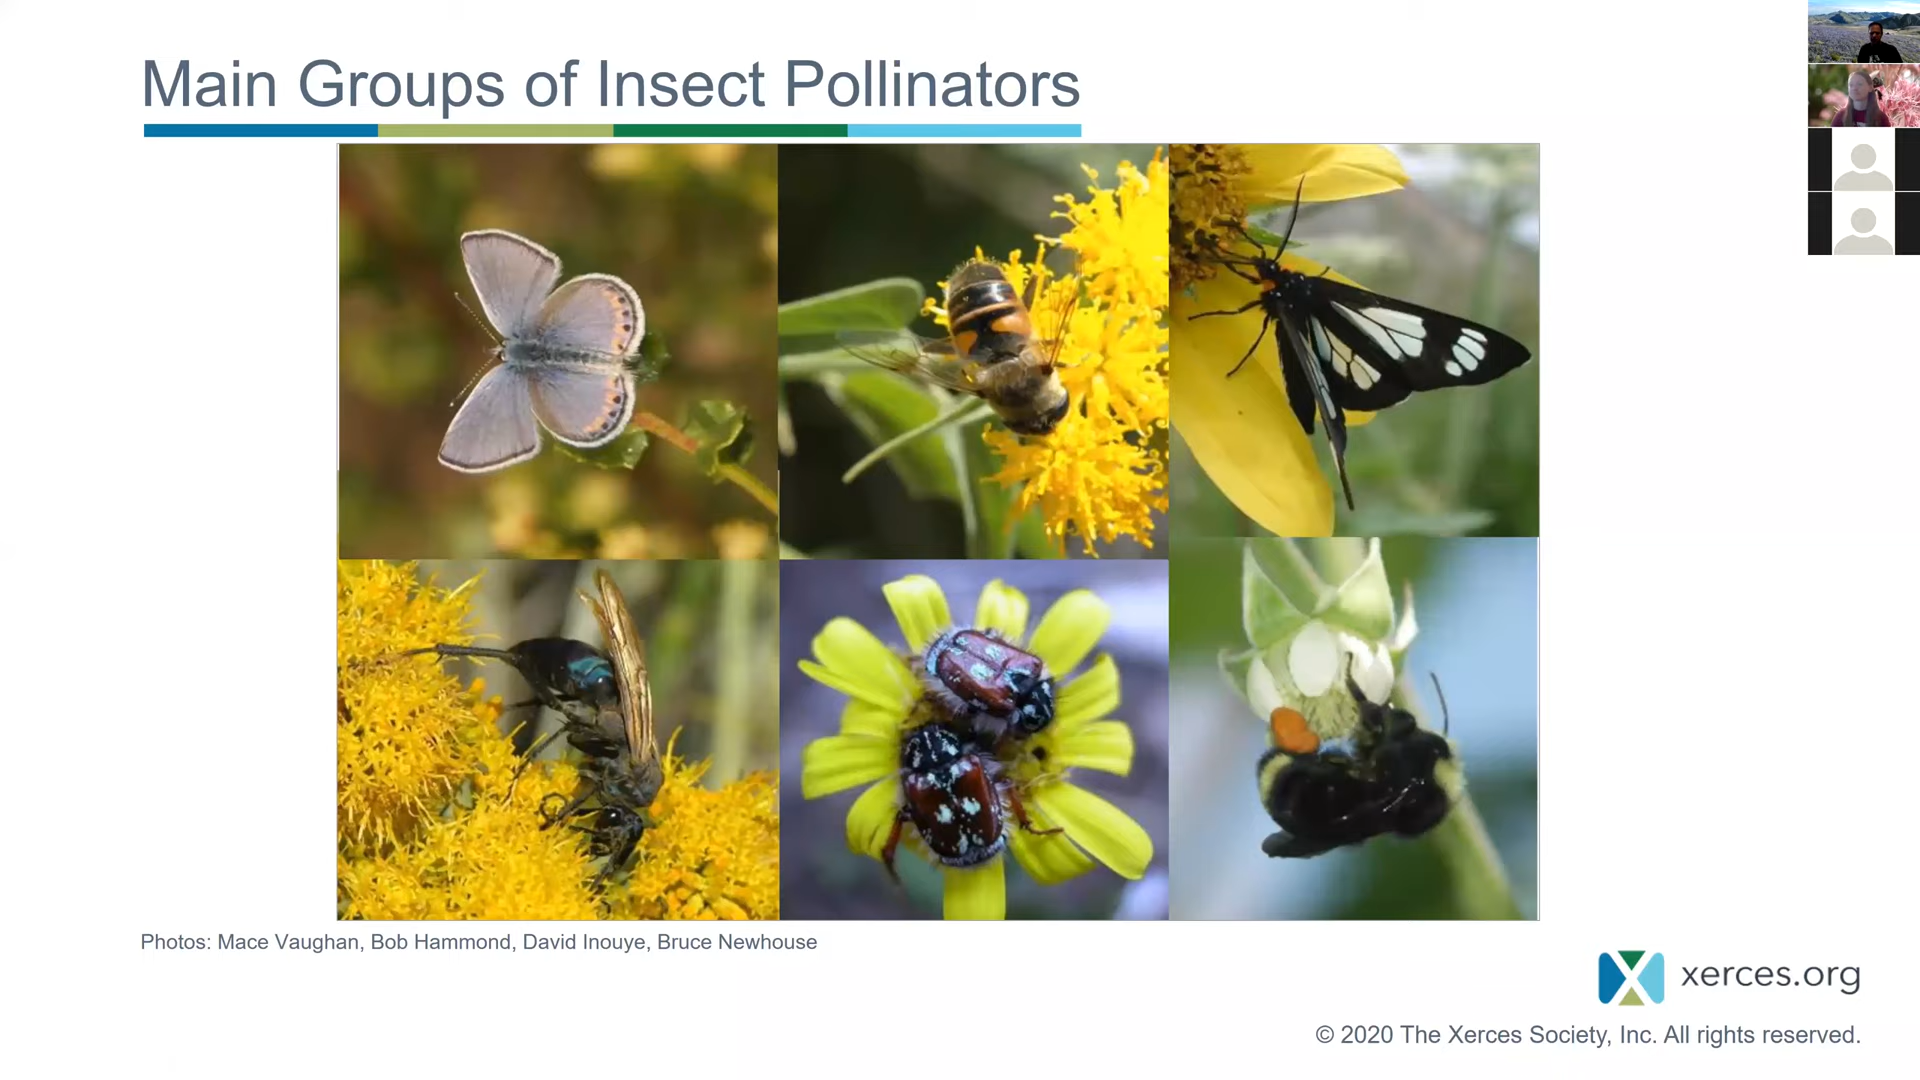 Main Groups of Insect Pollinators
Photos: Mace Vaughan, Bob Hammond, David Inouye, Bruce Newhouse
xerces.org
© 2020 The Xerces Society, Inc. All rights reserved.